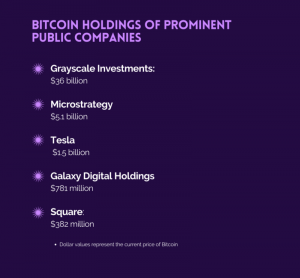 BITCOIN HOLDINGS OF PROMINENT
PUBLIC COMPANIES
Grayscale Investments:
$36 billion
Microstrategy
$5.1 billion
Tesla
$1.5 billion
Galaxy Digital Holdings
$781 million
Square:
$382 million
Dollar values represent the current price of Bitcoin